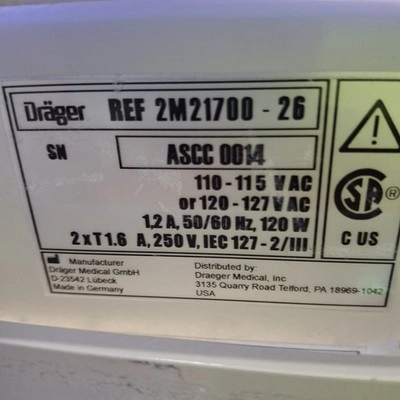 Dräger REF 2M21700 - 26
SN ASCC 0014
110 - 115 V AC
or 120 - 127 V AC
1,2 A, 50/60 Hz, 120 W
2 x T 1.6 A, 250 V, IEC 127 - 2/III
Manufacturer
Dräger Medical GmbH
D-23542 Lübeck
Made in Germany
Distributed by:
Draeger Medical, Inc
3135 Quarry Road Telford, PA 18969-1042
USA
SA ®
C US